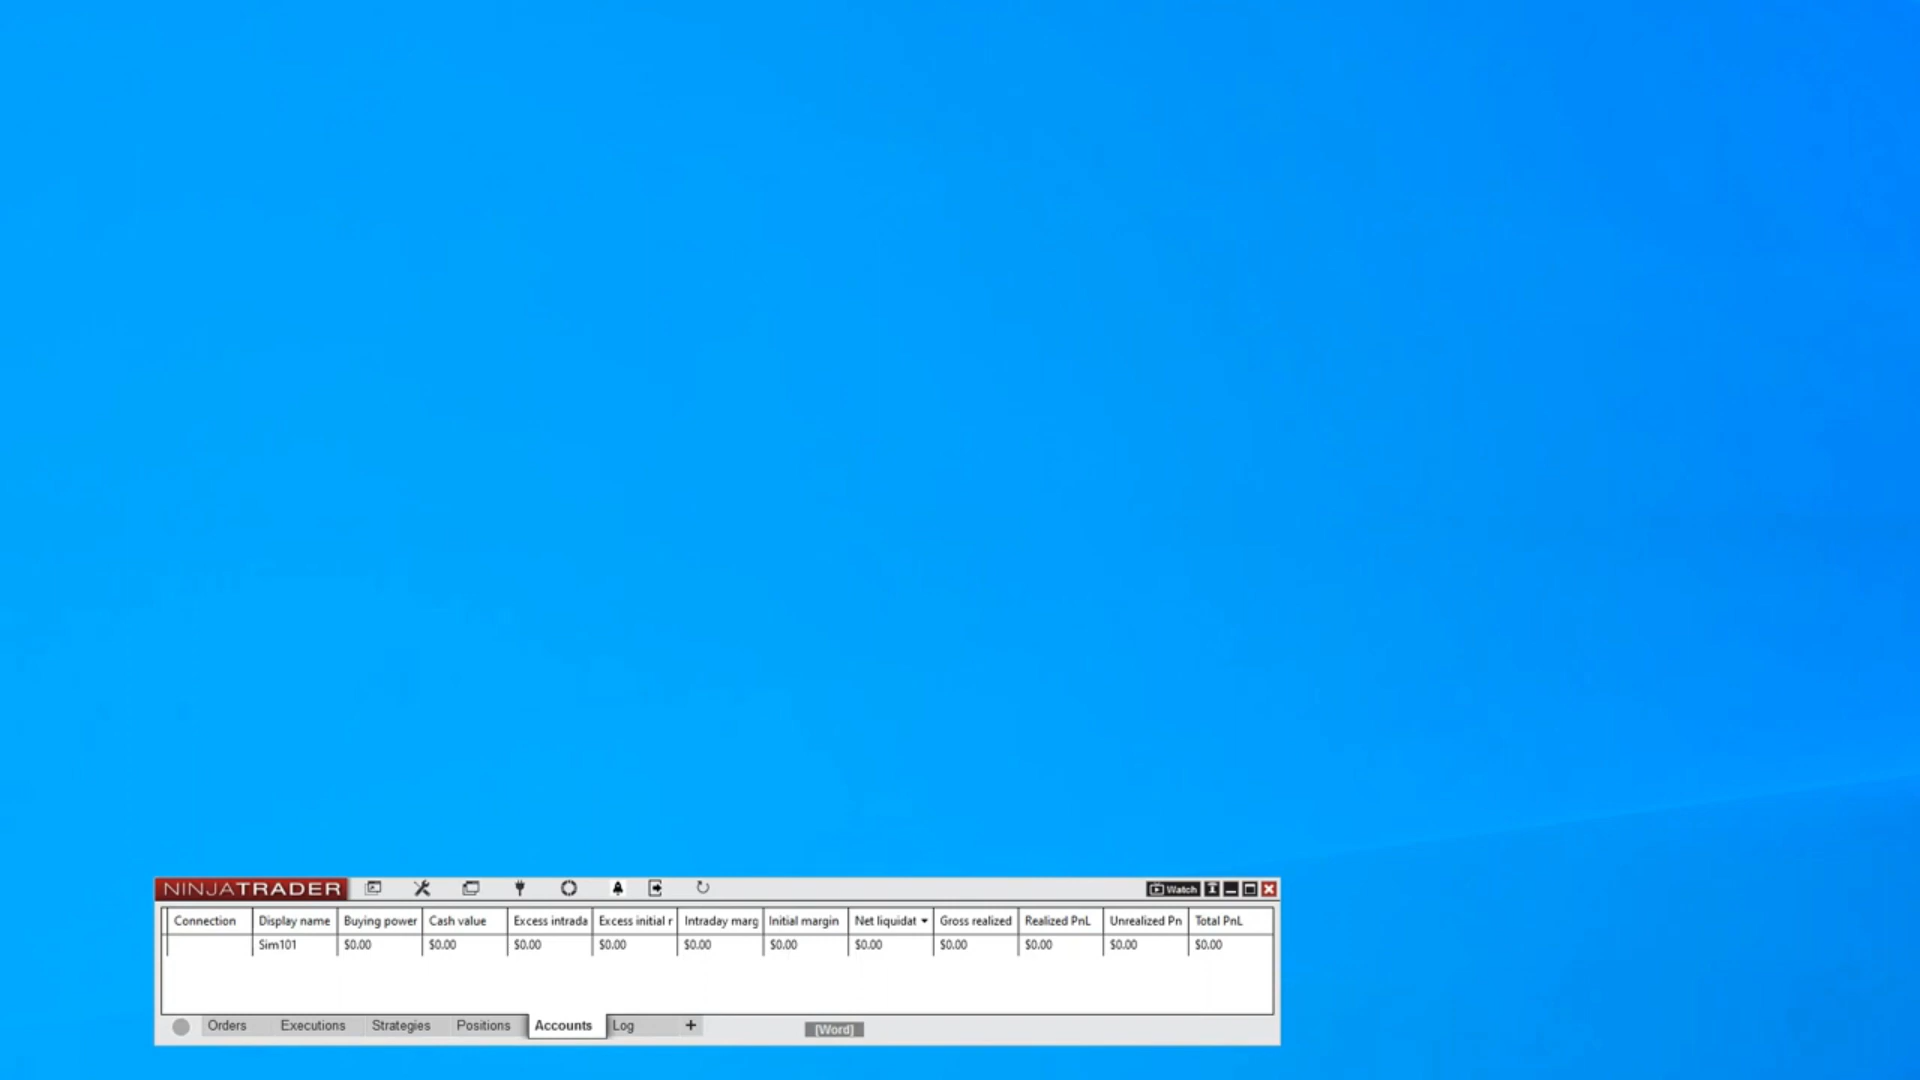 NINJATRADER
Watch
Connection Display name Buying power Cash value Excess intrada Excess initial r Intraday marg Initial margin Net liquidat Gross realized Realized PnL Unrealized Pn Total PnL
Sim101 $0.00 $0.00 $0.00 $0.00 $0.00 $0.00 $0.00 $0.00 $0.00 $0.00 $0.00
Orders Executions Strategies Positions Accounts Log +
[Word]